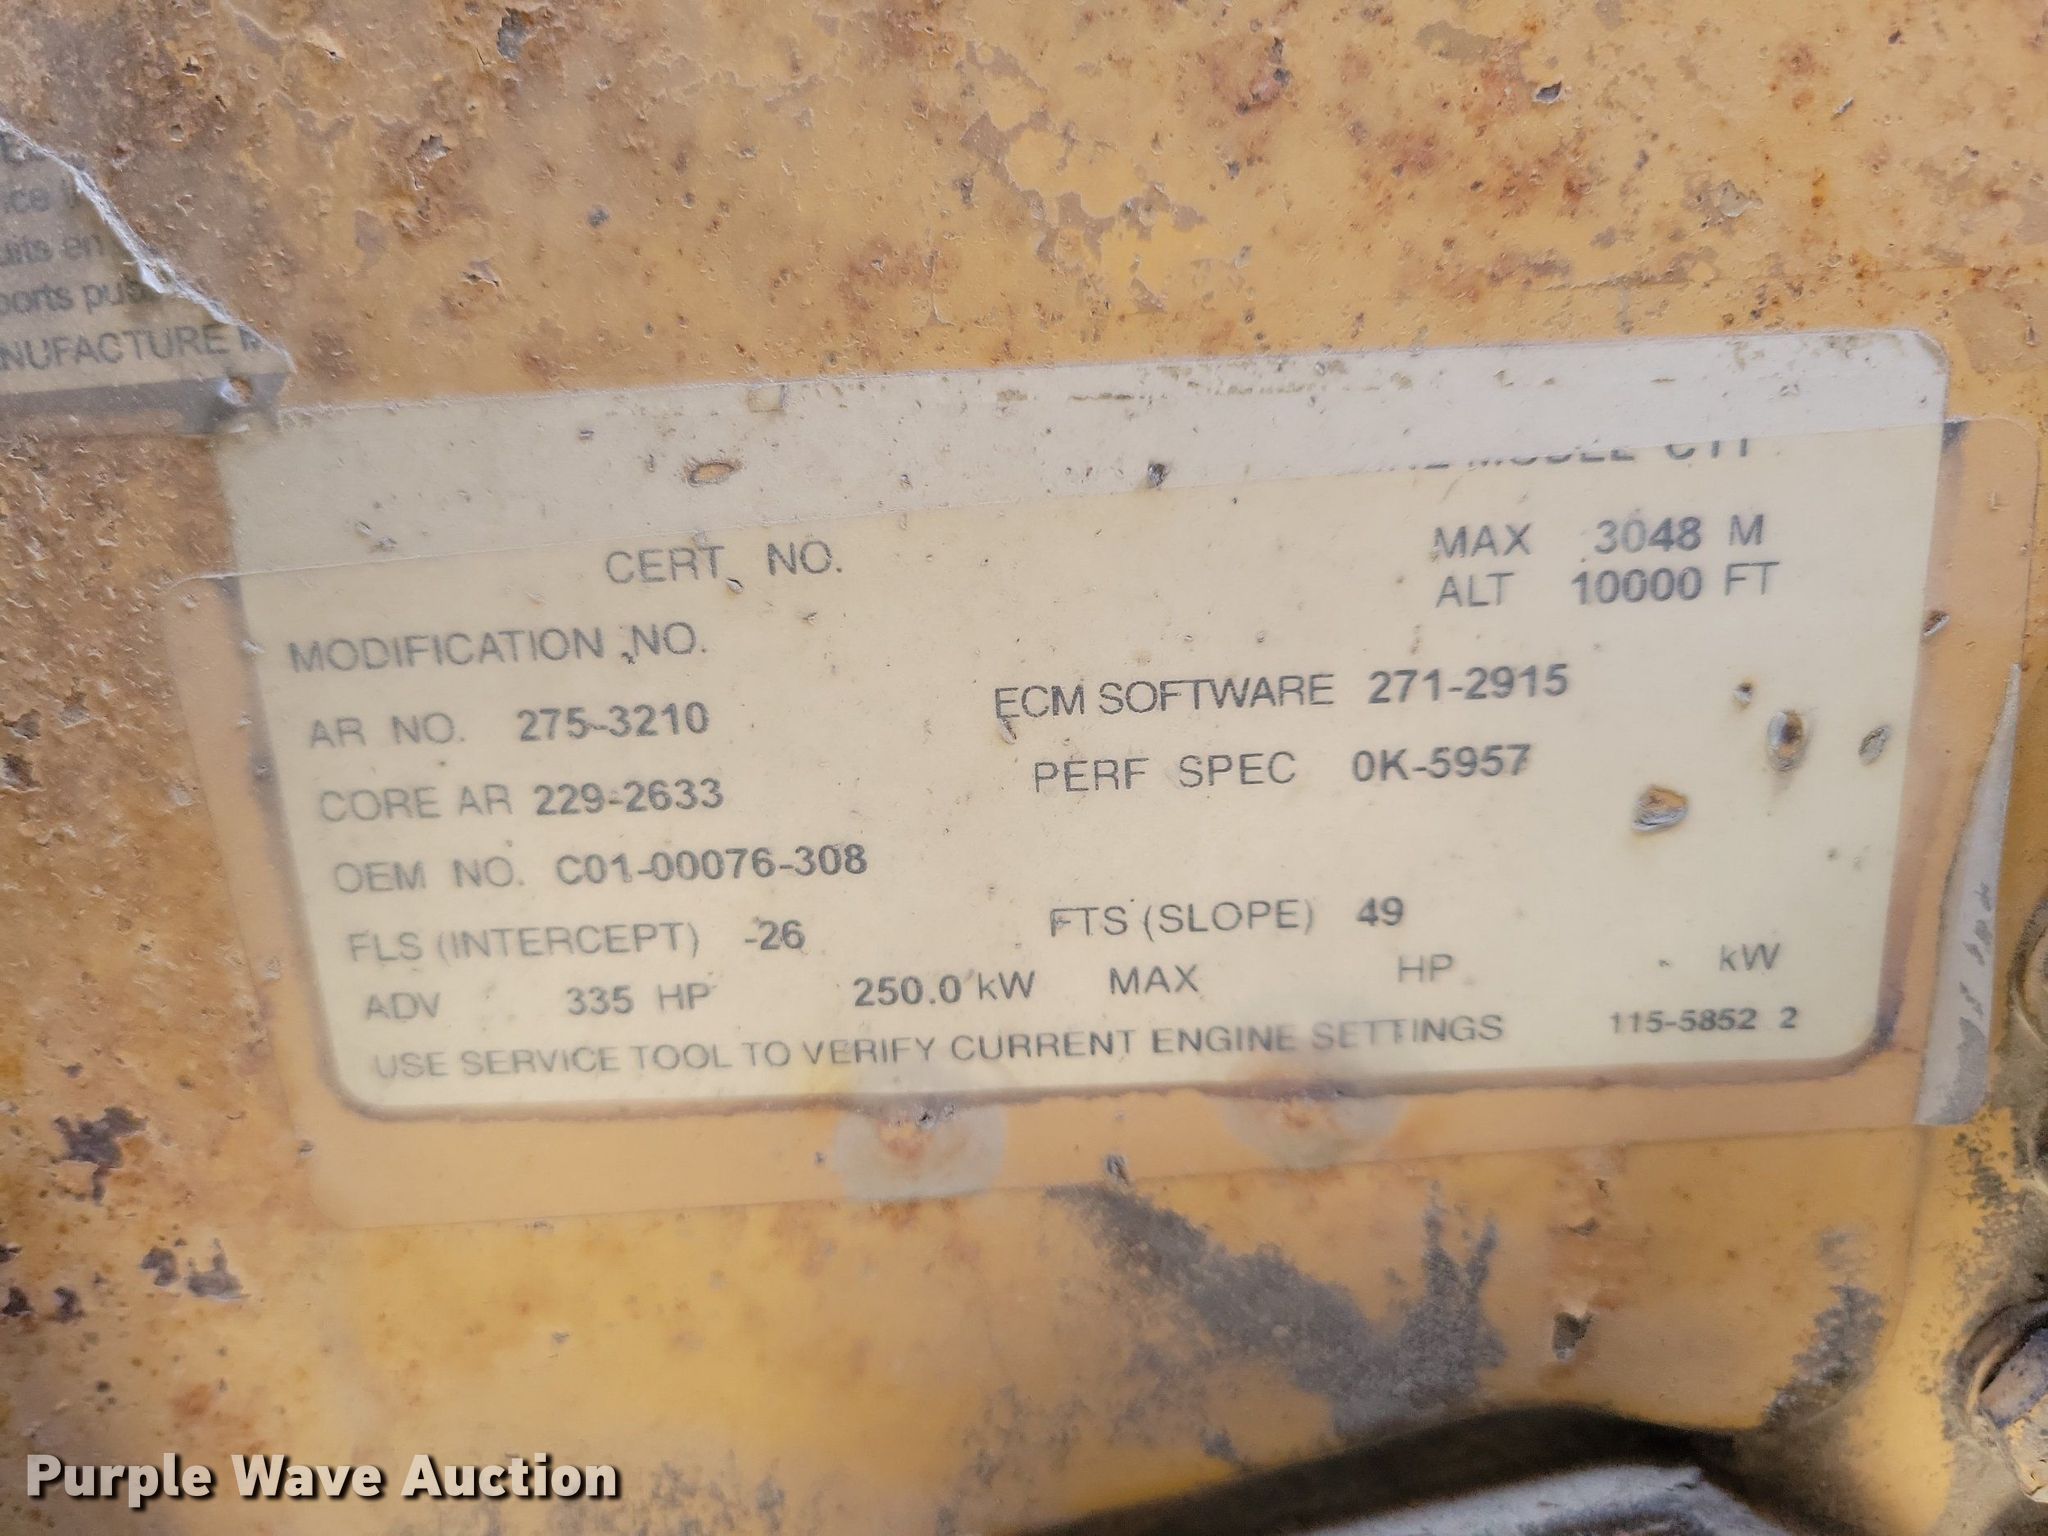 MANUFACTURE
MODEL C11
CERT. NO.
MAX 3048 M
ALT 10000 FT
MODIFICATION NO.
AR NO. 275-3210
ECM SOFTWARE 271-2915
CORE AR 229-2633
PERF SPEC 0K-5957
OEM NO. C01-00076-308
FLS (INTERCEPT) -26 FTS (SLOPE) 49
ADV 335 HP 250.0 kW MAX HP . kW
USE SERVICE TOOL TO VERIFY CURRENT ENGINE SETTINGS 115-5852 2
Purple Wave Auction